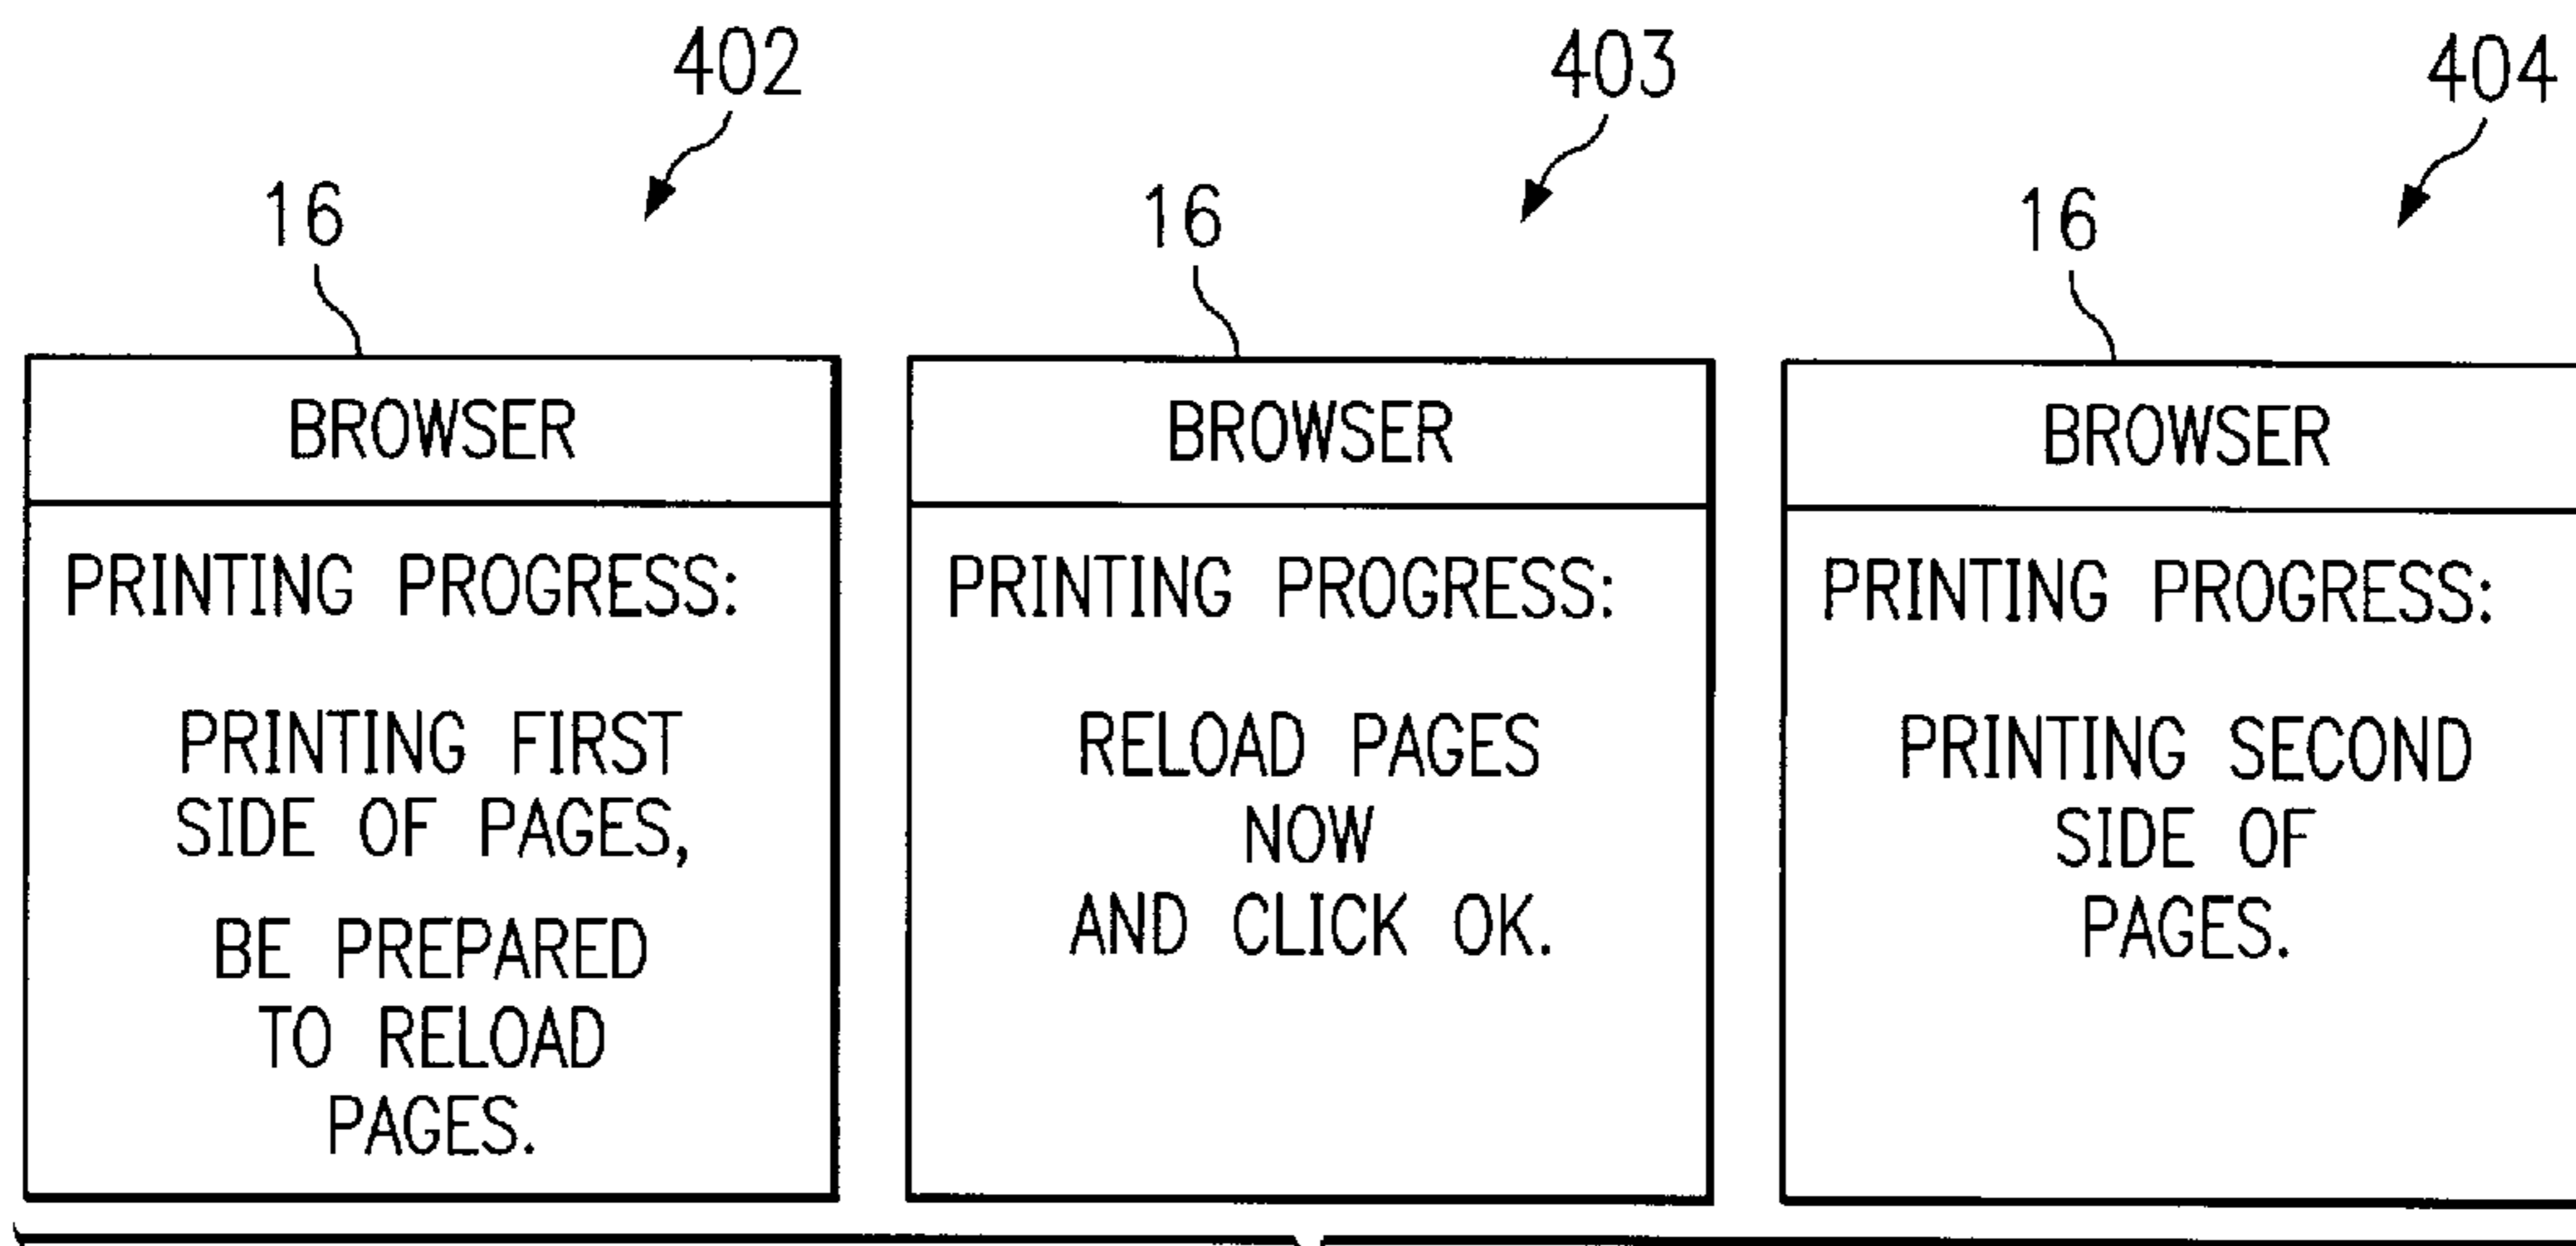 402
403
404
16
16
16
BROWSER
PRINTING PROGRESS:
PRINTING FIRST
SIDE OF PAGES,
BE PREPARED
TO RELOAD
PAGES.
BROWSER
PRINTING PROGRESS:
RELOAD PAGES
NOW
AND CLICK OK.
BROWSER
PRINTING PROGRESS:
PRINTING SECOND
SIDE OF
PAGES.